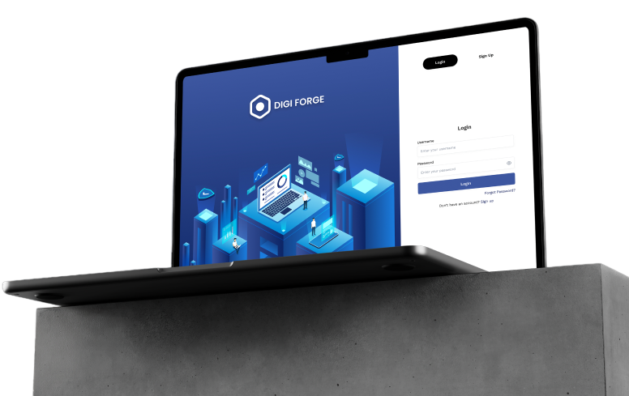 DIGI FORGE
Login
Sign Up
Login
Username
Enter your username
Password
Enter your password
Login
Forgot Password?
Don't have an account? Sign up